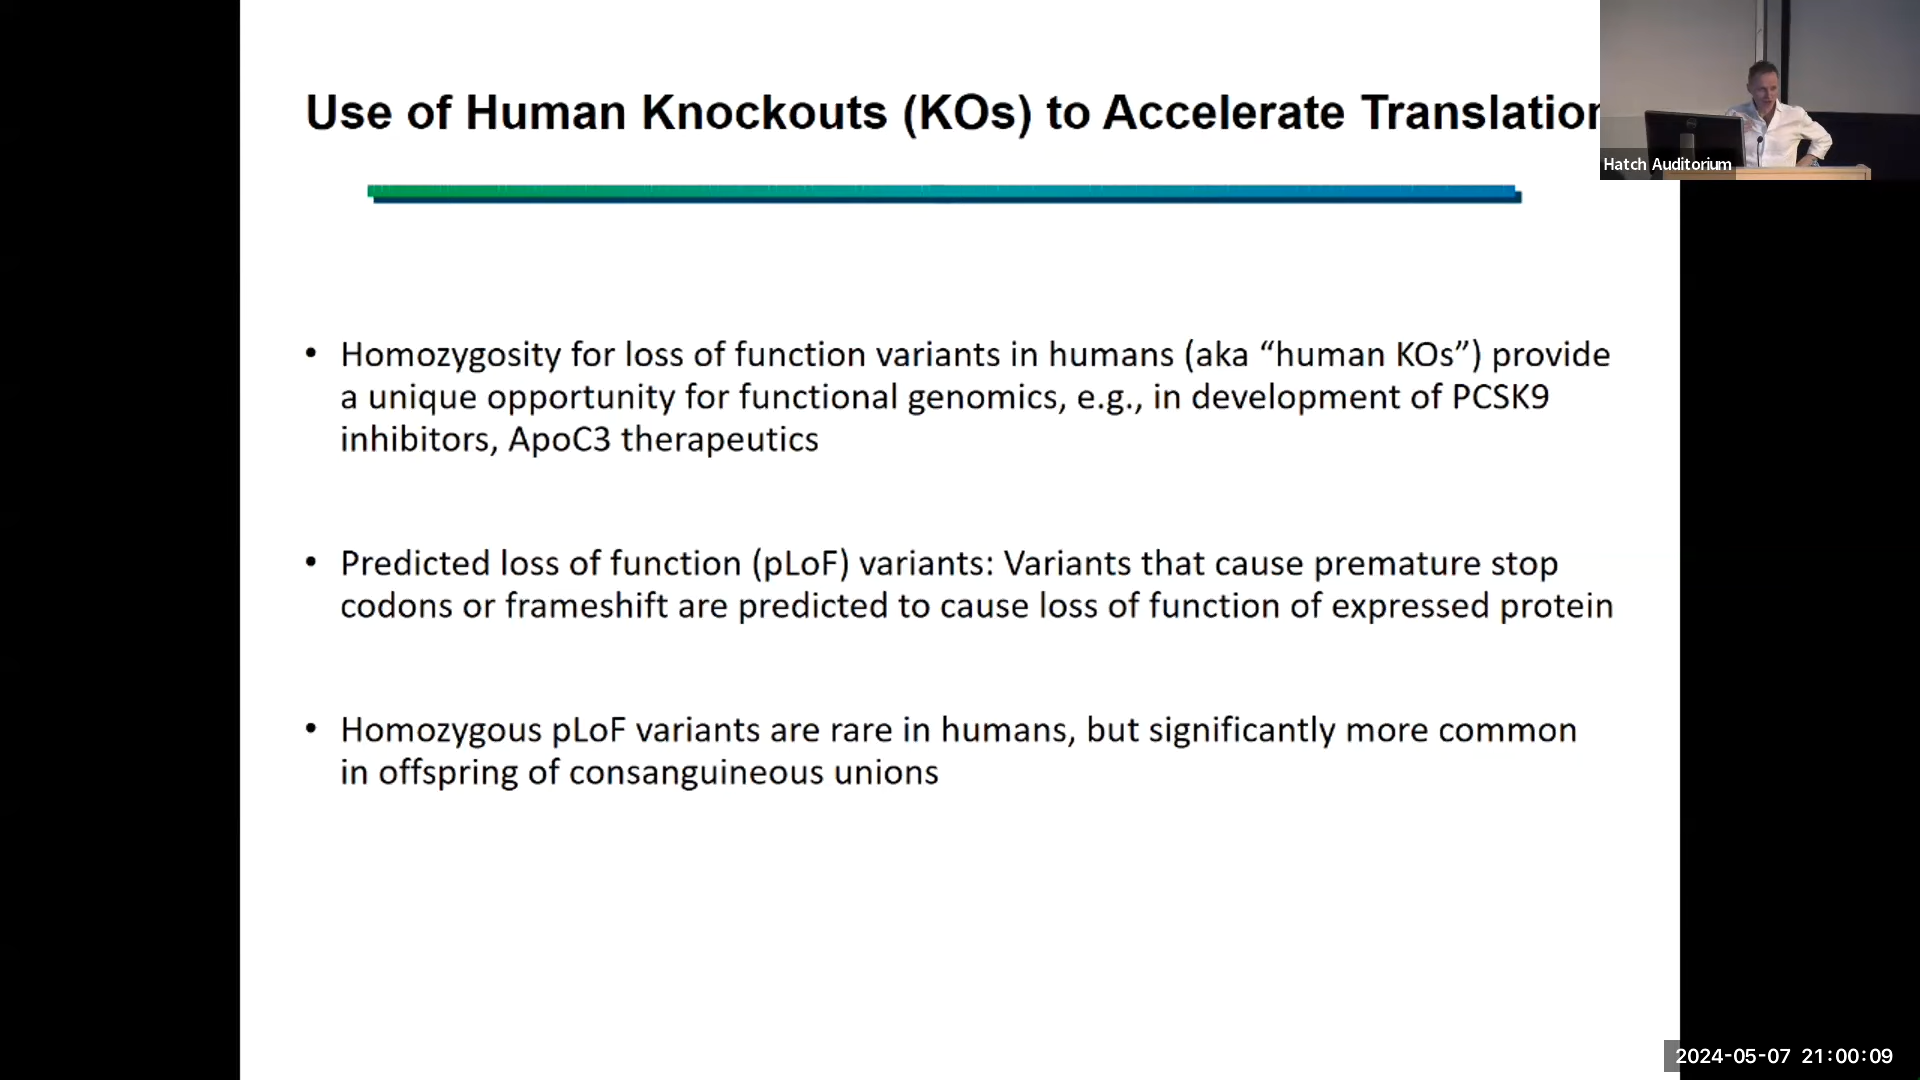 Use of Human Knockouts (KOs) to Accelerate Translation
Hatch Auditorium
• Homozygosity for loss of function variants in humans (aka “human KOs”) provide
a unique opportunity for functional genomics, e.g., in development of PCSK9
inhibitors, ApoC3 therapeutics
• Predicted loss of function (pLoF) variants: Variants that cause premature stop
codons or frameshift are predicted to cause loss of function of expressed protein
• Homozygous pLoF variants are rare in humans, but significantly more common
in offspring of consanguineous unions
2024-05-07 21:00:09